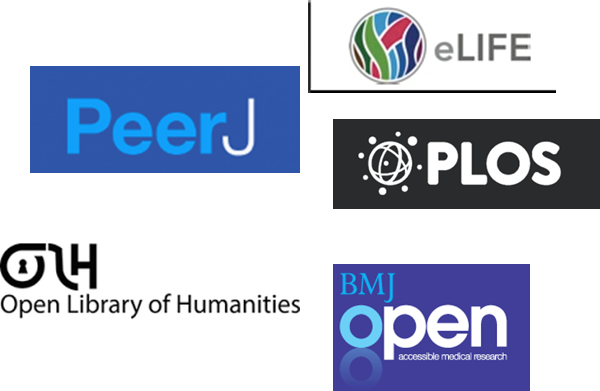 eLIFE
PeerJ
PLOS
OLH
Open Library of Humanities
BMJ
open
accessible medical research